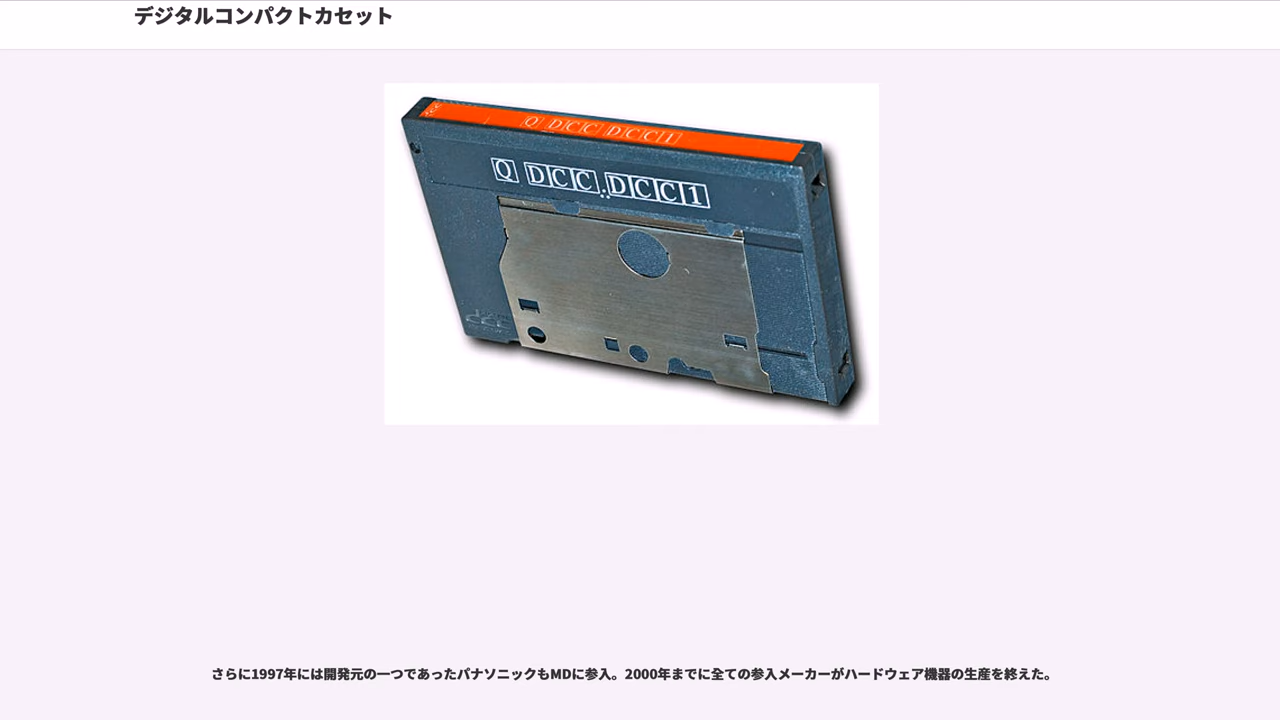 デジタルコンパクトカセット
Q DCC DCC1
Q DCC.DCC1
dcc
さらに1997年には開発元の一つであったパナソニックもMDに参入。2000年までに全ての参入メーカーがハードウェア機器の生産を終えた。